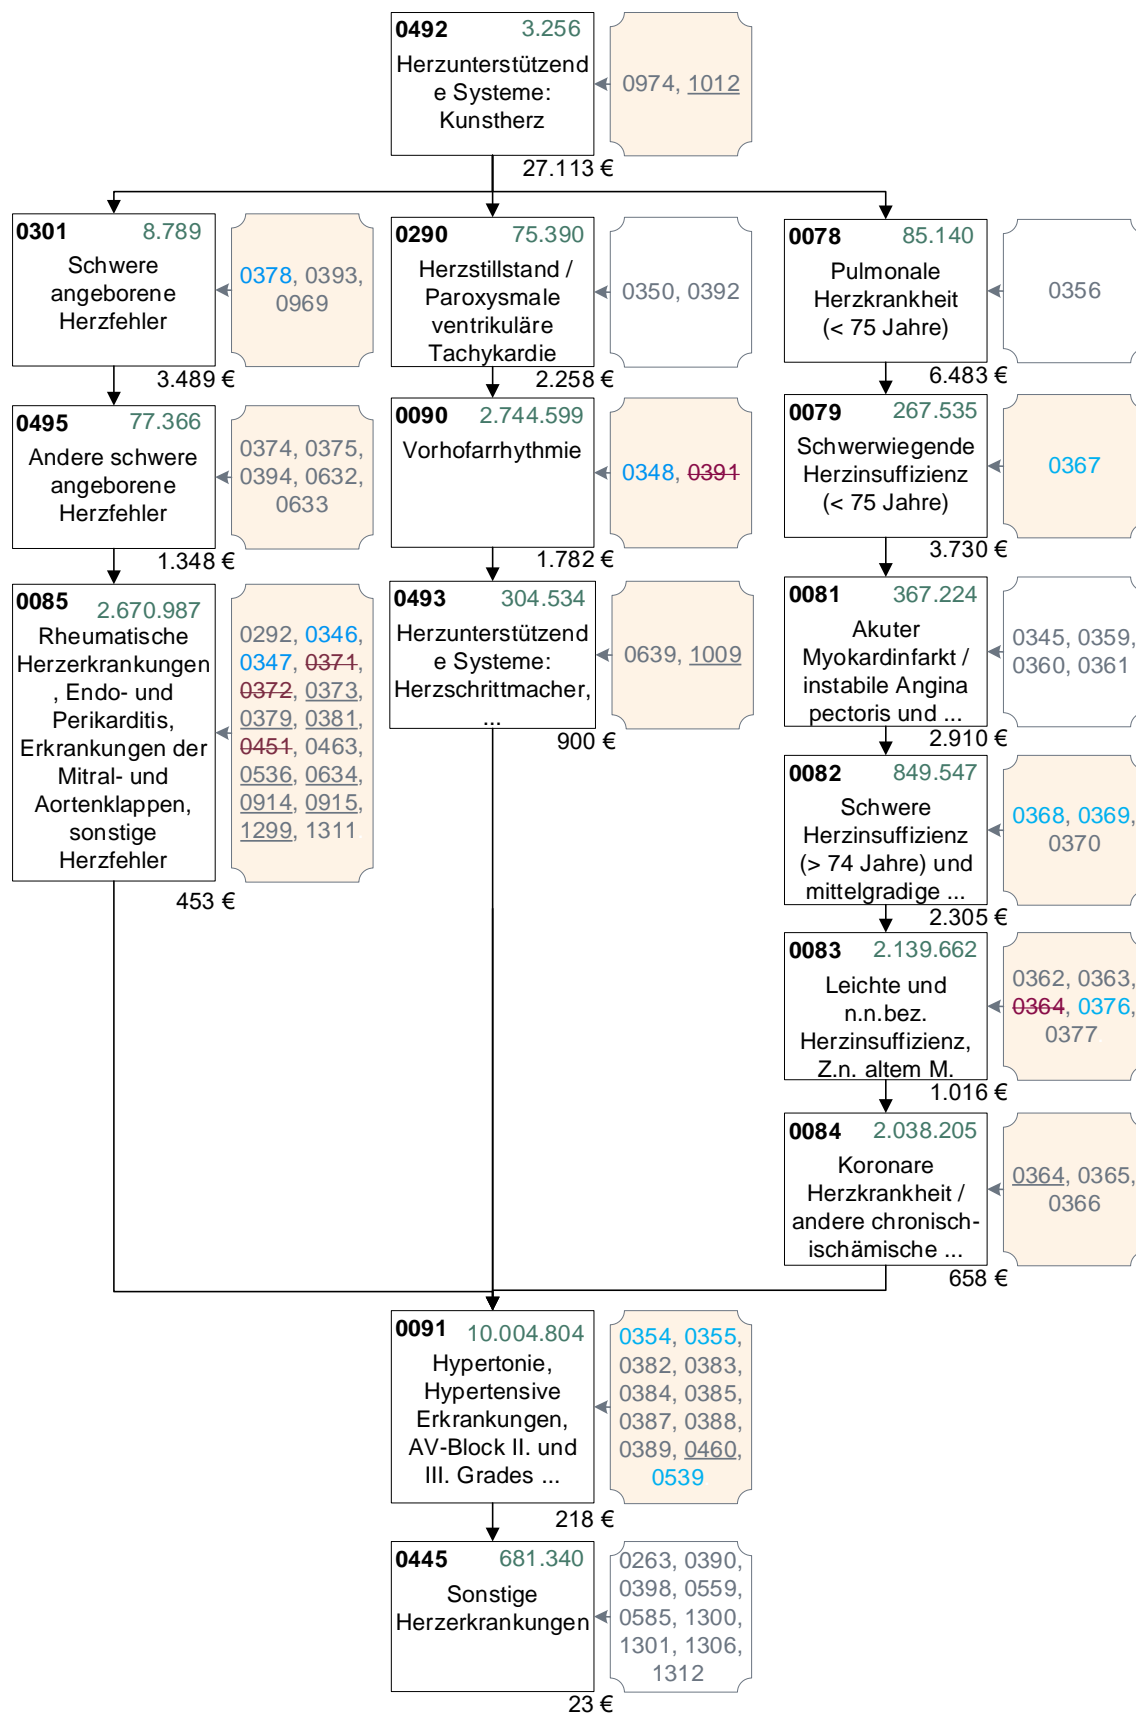 0492 3.256
Herzunterstützend
e Systeme:
Kunstherz
27.113 €
0974, 1012
0301 8.789
Schwere
angeborene
Herzfehler
3.489 €
0378, 0393,
0969
0290 75.390
Herzstillstand /
Paroxysmale
ventrikuläre
Tachykardie
2.258 €
0350, 0392
0078 85.140
Pulmonale
Herzkrankheit
(< 75 Jahre)
6.483 €
0356
0495 77.366
Andere schwere
angeborene
Herzfehler
1.348 €
0374, 0375,
0394, 0632,
0633
0090 2.744.599
Vorhofarrhythmie
1.782 €
0348, 0391
0079 267.535
Schwerwiegende
Herzinsuffizienz
(< 75 Jahre)
3.730 €
0367
0085 2.670.987
Rheumatische
Herzerkrankungen
, Endo- und
Perikarditis,
Erkrankungen der
Mitral- und
Aortenklappen,
sonstige
Herzfehler
453 €
0292, 0346,
0347, 0371,
0372, 0373,
0379, 0381,
0451, 0463,
0536, 0634,
0914, 0915,
1299, 1311
0493 304.534
Herzunterstützend
e Systeme:
Herzschrittmacher,
...
900 €
0639, 1009
0081 367.224
Akuter
Myokardinfarkt /
instabile Angina
pectoris und ...
2.910 €
0345, 0359,
0360, 0361
0082 849.547
Schwere
Herzinsuffizienz
(> 74 Jahre) und
mittelgradige ...
2.305 €
0368, 0369,
0370
0083 2.139.662
Leichte und
n.n.bez.
Herzinsuffizienz,
Z.n. altem M.
1.016 €
0362, 0363,
0364, 0376,
0377
0084 2.038.205
Koronare
Herzkrankheit /
andere chronisch-
ischämische ...
658 €
0364, 0365,
0366
0091 10.004.804
Hypertonie,
Hypertensive
Erkrankungen,
AV-Block II. und
III. Grades ...
218 €
0354, 0355,
0382, 0383,
0384, 0385,
0387, 0388,
0389, 0460,
0539
0445 681.340
Sonstige
Herzerkrankungen
23 €
0263, 0390,
0398, 0559,
0585, 1300,
1301, 1306,
1312